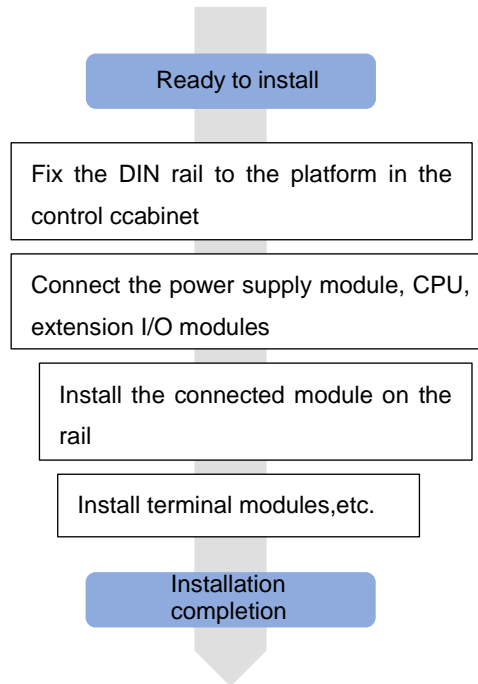 Ready to install
Fix the DIN rail to the platform in the
control ccabinet
Connect the power supply module, CPU,
extension I/O modules
Install the connected module on the
rail
Install terminal modules,etc.
Installation
completion